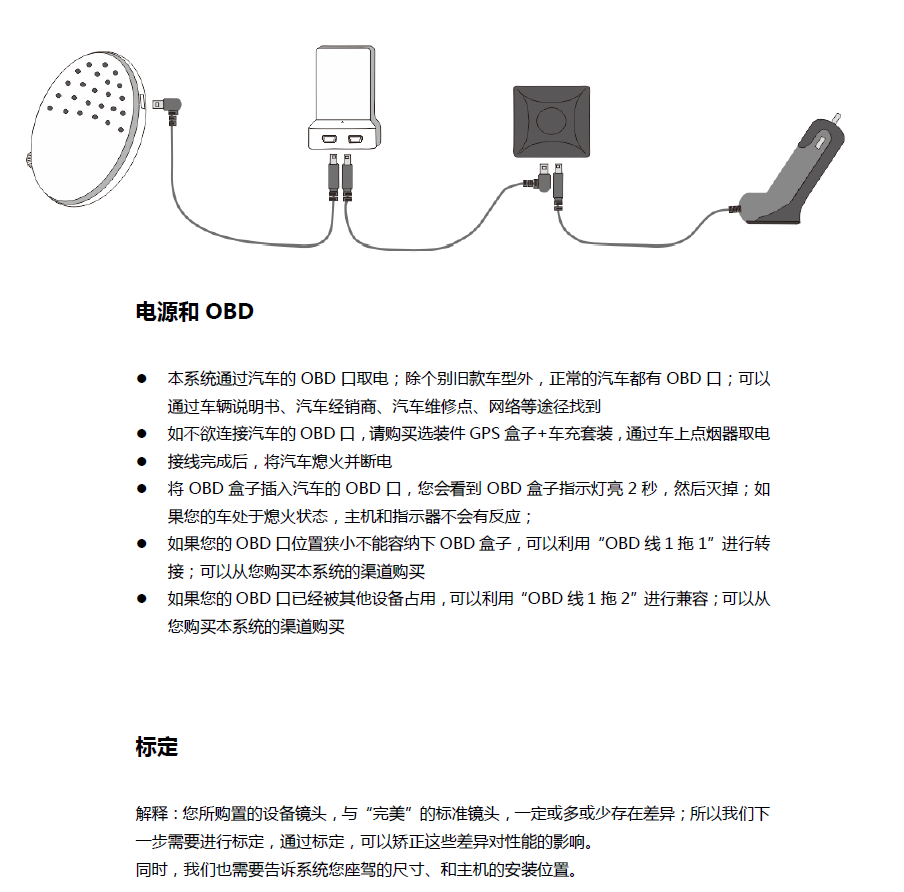 电源和 OBD
● 本系统通过汽车的 OBD 口取电；除个别旧款车型外，正常的汽车都有 OBD 口；可以
通过车辆说明书、汽车经销商、汽车维修点、网络等途径找到
● 如不欲连接汽车的 OBD 口，请购买选装件 GPS 盒子+车充套装，通过车上点烟器取电
● 接线完成后，将汽车熄火并断电
● 将 OBD 盒子插入汽车的 OBD 口，您会看到 OBD 盒子指示灯亮 2 秒，然后灭掉；如
果您的车处于熄火状态，主机和指示器不会有反应；
● 如果您的 OBD 口位置狭小不能容纳下 OBD 盒子，可以利用“OBD 线 1 拖 1”进行转
接；可以从您购买本系统的渠道购买
● 如果您的 OBD 口已经被其他设备占用，可以利用“OBD 线 1 拖 2”进行兼容；可以从
您购买本系统的渠道购买
标定
解释：您所购置的设备镜头，与“完美”的标准镜头，一定或多或少存在差异；所以我们下
一步需要进行标定，通过标定，可以矫正这些差异对性能的影响。
同时，我们也需要告诉系统您座驾的尺寸、和主机的安装位置。